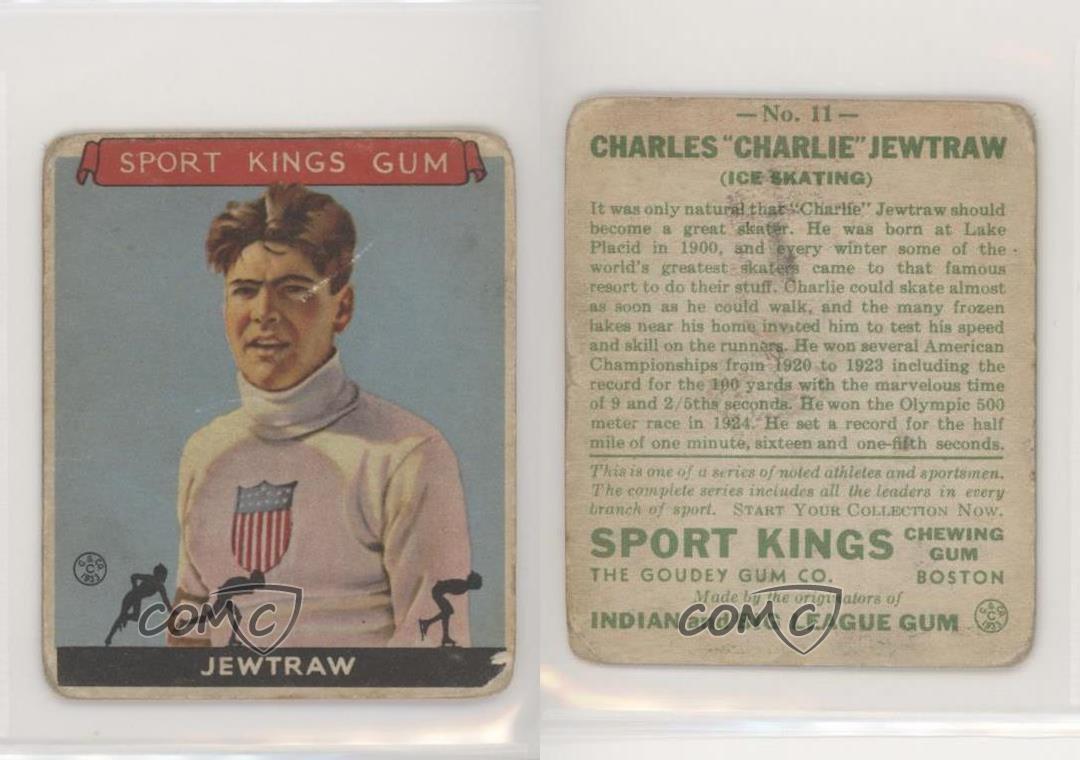 SPORT KINGS GUM
G. & CO.
C
1933
COMC
JEWTRAW
—No. 11—
CHARLES "CHARLIE" JEWTRAW
(ICE SKATING)
It was only natural that "Charlie" Jewtraw should
become a great skater. He was born at Lake
Placid in 1900, and every winter some of the
world's greatest skaters came to that famous
resort to do their stuff. Charlie could skate almost
as soon as he could walk, and the many frozen
lakes near his home invited him to test his speed
and skill on the runners. He won several American
Championships from 1920 to 1923 including the
record for the 100 yards with the marvelous time
of 9 and 2/5ths seconds. He won the Olympic 500
meter race in 1924. He set a record for the half
mile of one minute, sixteen and one-fifth seconds.
This is one of a series of noted athletes and sportsmen.
The complete series includes all the leaders in every
branch of sport. START YOUR COLLECTION NOW.
SPORT KINGS CHEWING GUM
THE GOUDEY GUM CO. BOSTON
Made by the originators of
INDIAN and BIG LEAGUE GUM
G. & CO.
C
1933
COMC